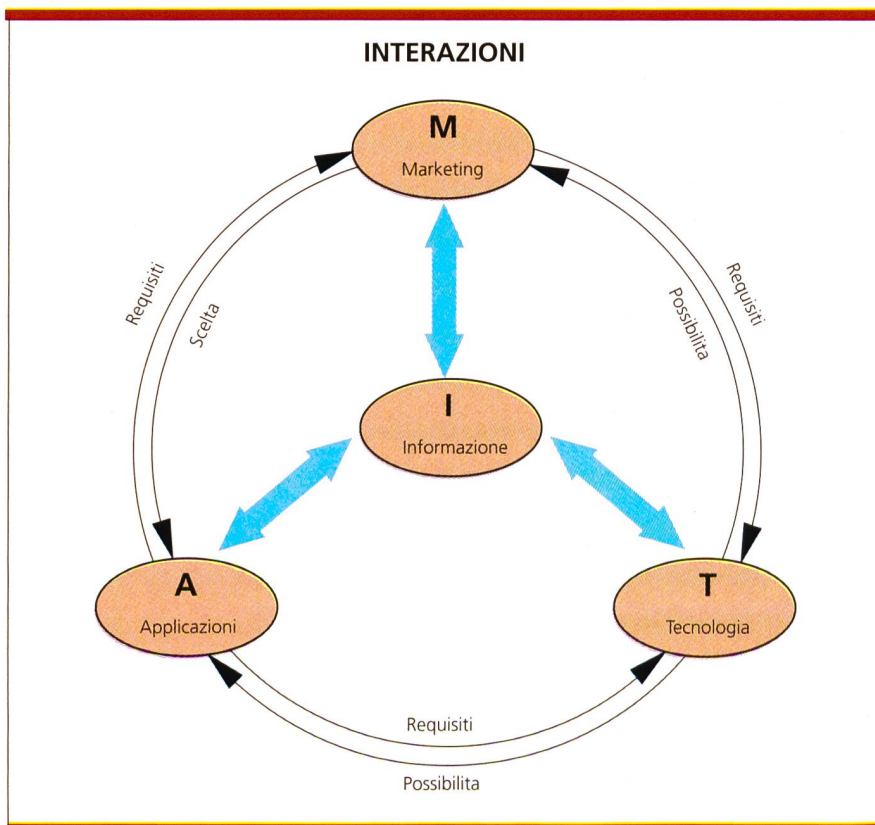 INTERAZIONI
M
Marketing
Requisiti
Scelta
Requisiti
Possibilita
I
Informazione
A
Applicazioni
T
Tecnologia
Requisiti
Possibilita